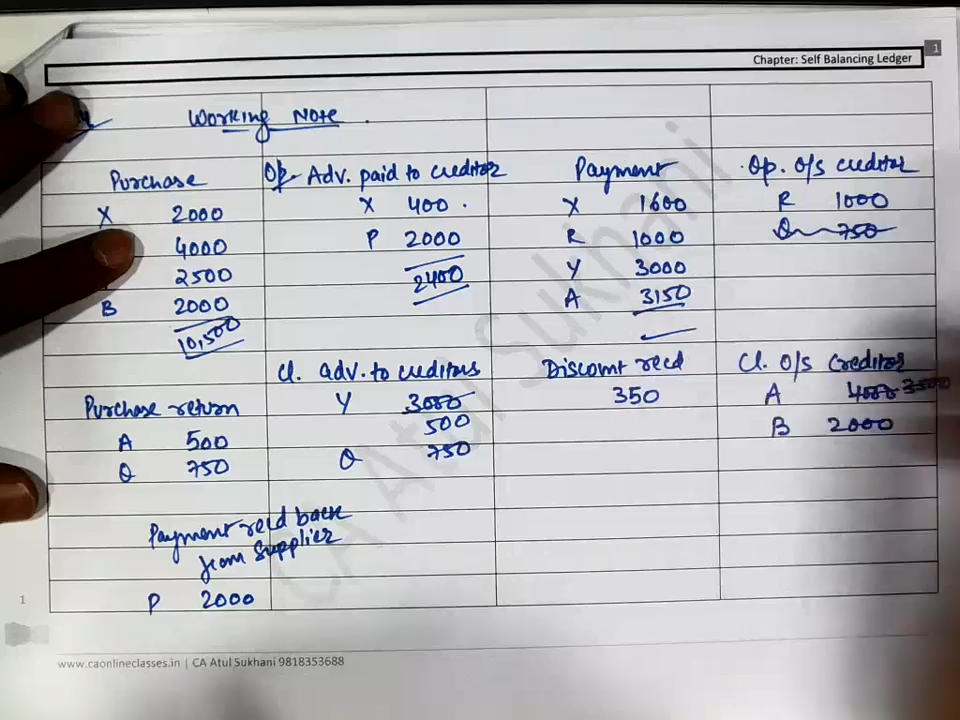 1
Chapter: Self Balancing Ledger
Working Note .
Purchase
X 2000
4000
2500
B 2000
10,500
Op Adv. paid to creditor
X 400 .
P 2000
2400
Payment
X 1600
R 1000
Y 3000
A 3150
Op. o/s creditor
R 1000
Q 750
Purchase return
A 500
Q 750
Cl. adv. to creditors
Y 3000
500
Q 750
Discount recd
350
Cl. o/s Creditor
A 4000 3500
B 2000
Payment recd back
from Supplier
P 2000
1
CA Atul Sukhani
www.caonlineclasses.in | CA Atul Sukhani 9818353688